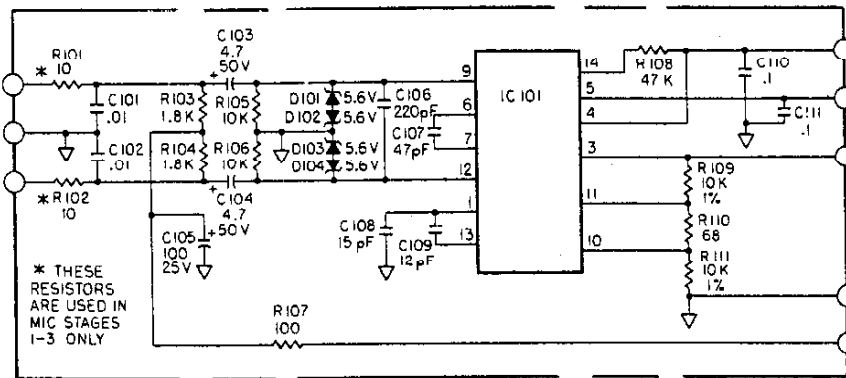 * R101
10
C103
4.7
+ 50V
C101
.01
R103
1.8K
R105
10K
D101 5.6V
D102 5.6V
C106
220pF
C102
.01
R104
1.8K
R106
10K
D103 5.6V
D104 5.6V
C107
47pF
* R102
10
+ C104
4.7
50V
C105 +
100
25V
C108
15pF
C109
12pF
9
6
7
12
1
13
IC101
14
5
4
3
11
10
R108
47K
C110
.1
C111
.1
R109
10K
1%
R110
68
R111
10K
1%
R107
100
* THESE
RESISTORS
ARE USED IN
MIC STAGES
1-3 ONLY